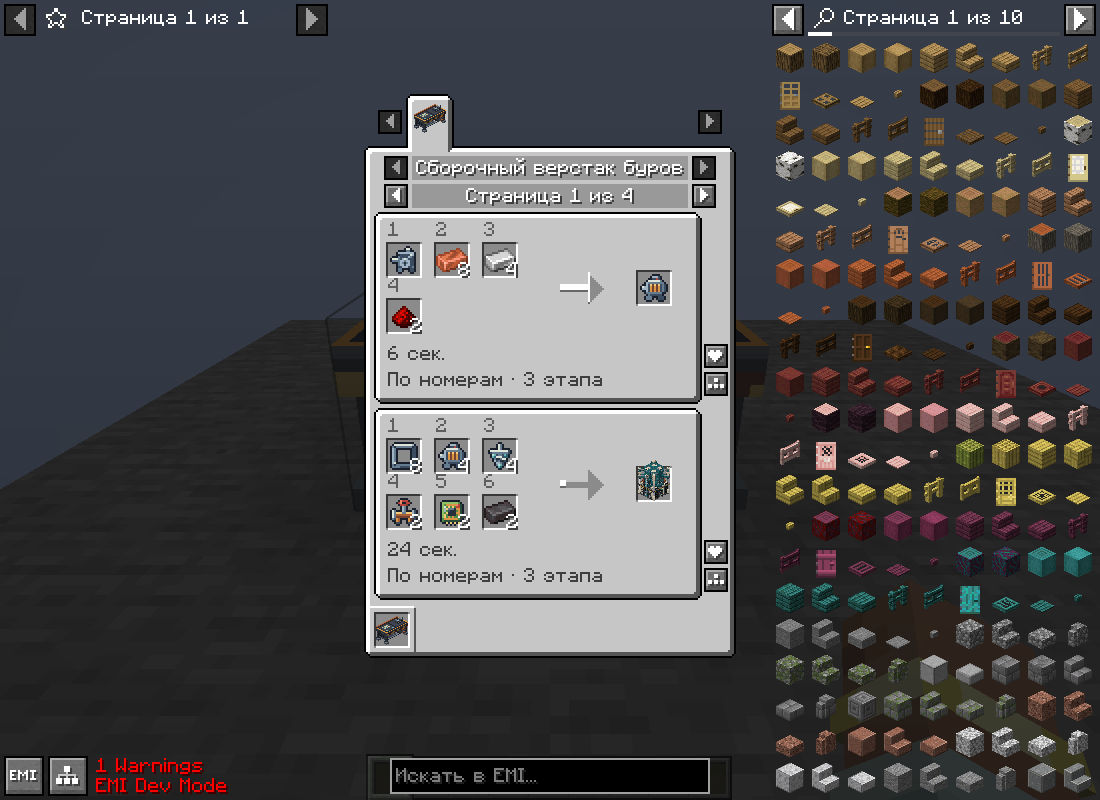 Страница 1 из 1
Страница 1 из 10
Сборочный верстак буров
Страница 1 из 4
1 2 3
8 4
4
2
6 сек.
По номерам · 3 этапа
1 2 3
8 4 4
4 5 6
2 2 2
24 сек.
По номерам · 3 этапа
EMI
1 Warnings
EMI Dev Mode
Искать в EMI...